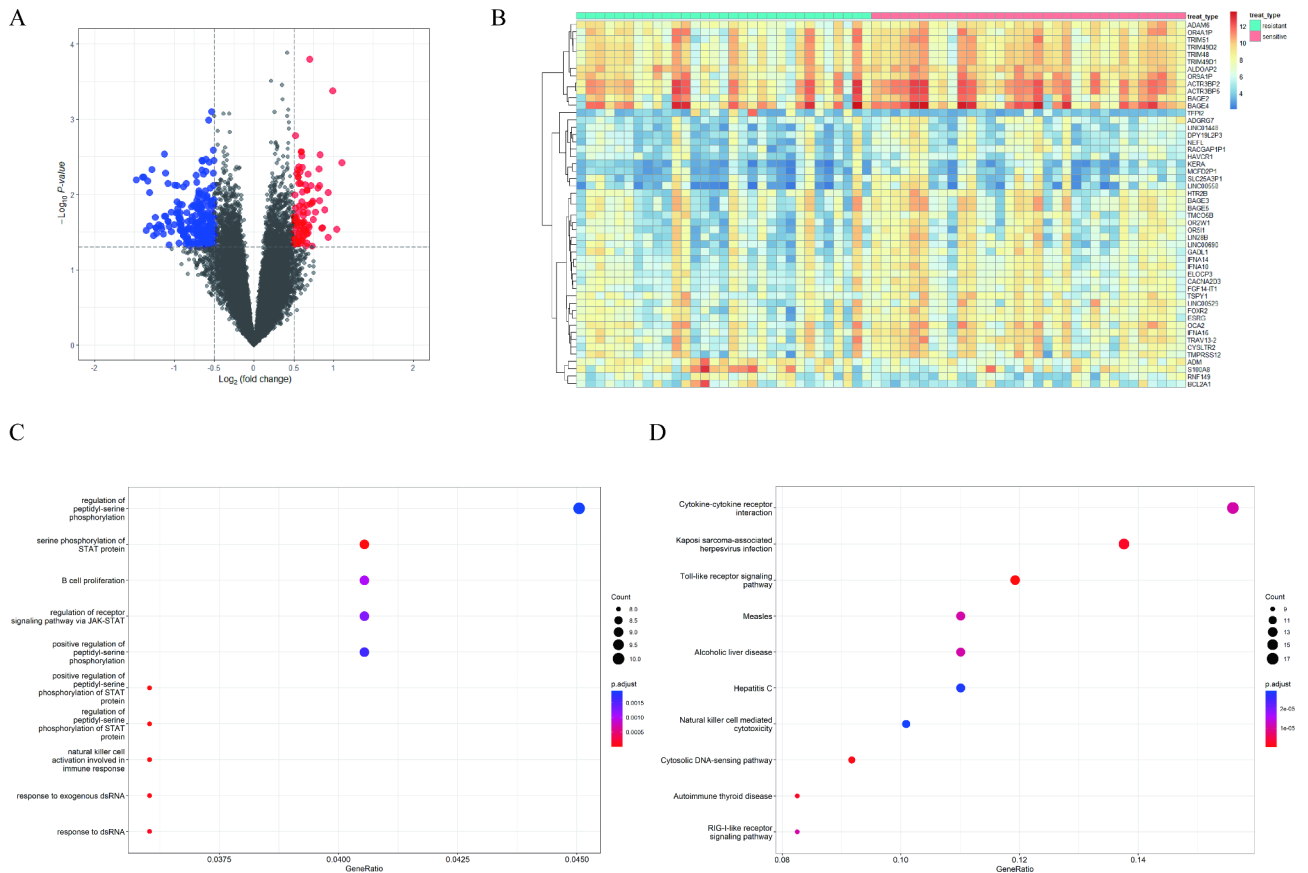 A
4
3
2
1
0
-2
-1
-0.5
0
0.5
1
2
Log2 (fold change)
– Log10 P-value
B
treat_type
ADAM6
OR4A1P
TRIM51
TRIM49D2
TRIM48
TRIM49D1
ALDOAP2
OR9A1P
ACTR3BP2
ACTR3BP5
BAGE2
BAGE4
TFPI2
ADGRG7
LINC01448
DPY19L2P3
NEFL
RACGAP1P1
HAVCR1
KERA
MCFD2P1
SLC25A3P1
LINC00558
HTR2B
BAGE3
BAGE5
TMCO5B
OR2W1
OR5I1
LIN28B
LINC00690
GADL1
IFNA14
IFNA10
ELOCP3
CACNA2D3
FGF14-IT1
TSPY1
LINC00529
FOXR2
ESRG
OCA2
IFNA16
TRAV13-2
CYSLTR2
TMPRSS12
ADM
S100A8
RNF149
BCL2A1
12
10
8
6
4
treat_type
resistant
sensitive
C
regulation of
peptidyl-serine
phosphorylation
serine phosphorylation of
STAT protein
B cell proliferation
regulation of receptor
signaling pathway via JAK-STAT
positive regulation of
peptidyl-serine
phosphorylation
positive regulation of
peptidyl-serine
phosphorylation of STAT
protein
regulation of
peptidyl-serine
phosphorylation of STAT
protein
natural killer cell
activation involved in
immune response
response to exogenous dsRNA
response to dsRNA
0.0375
0.0400
0.0425
0.0450
GeneRatio
Count
8.0
8.5
9.0
9.5
10.0
p.adjust
0.0015
0.0010
0.0005
D
Cytokine-cytokine receptor
interaction
Kaposi sarcoma-associated
herpesvirus infection
Toll-like receptor signaling
pathway
Measles
Alcoholic liver disease
Hepatitis C
Natural killer cell mediated
cytotoxicity
Cytosolic DNA-sensing pathway
Autoimmune thyroid disease
RIG-I-like receptor
signaling pathway
0.08
0.10
0.12
0.14
GeneRatio
Count
9
11
13
15
17
p.adjust
2e-05
1e-05